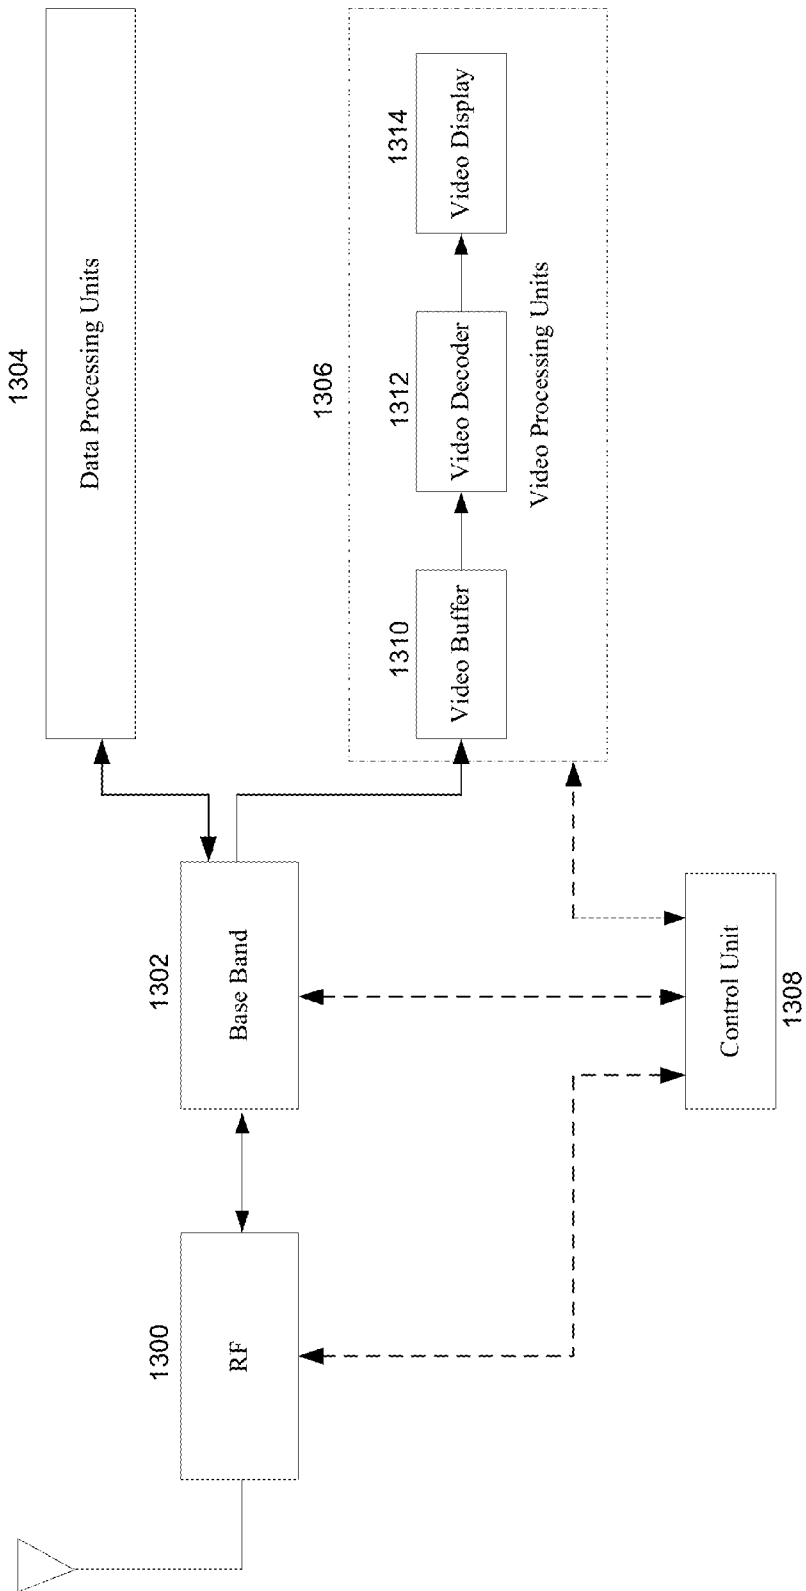 1304
Data Processing Units
1306
1314
Video Display
1312
Video Decoder
1310
Video Buffer
Video Processing Units
1302
Base Band
1300
RF
Control Unit
1308